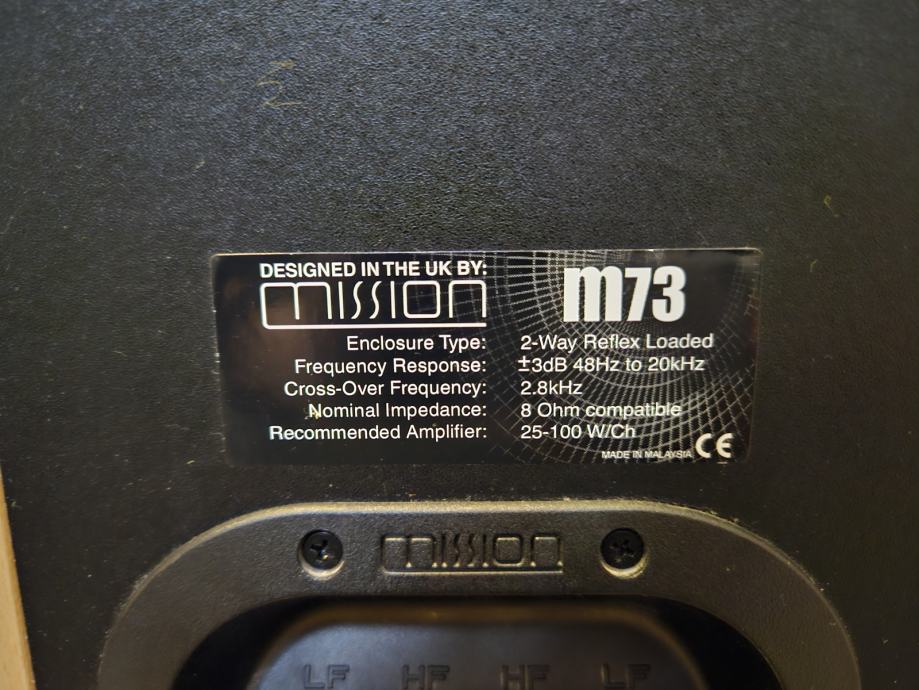 DESIGNED IN THE UK BY:
mission
m73
Enclosure Type: 2-Way Reflex Loaded
Frequency Response: ±3dB 48Hz to 20kHz
Cross-Over Frequency: 2.8kHz
Nominal Impedance: 8 Ohm compatible
Recommended Amplifier: 25-100 W/Ch
MADE IN MALAYSIA CE
mission
LF HF HF LF